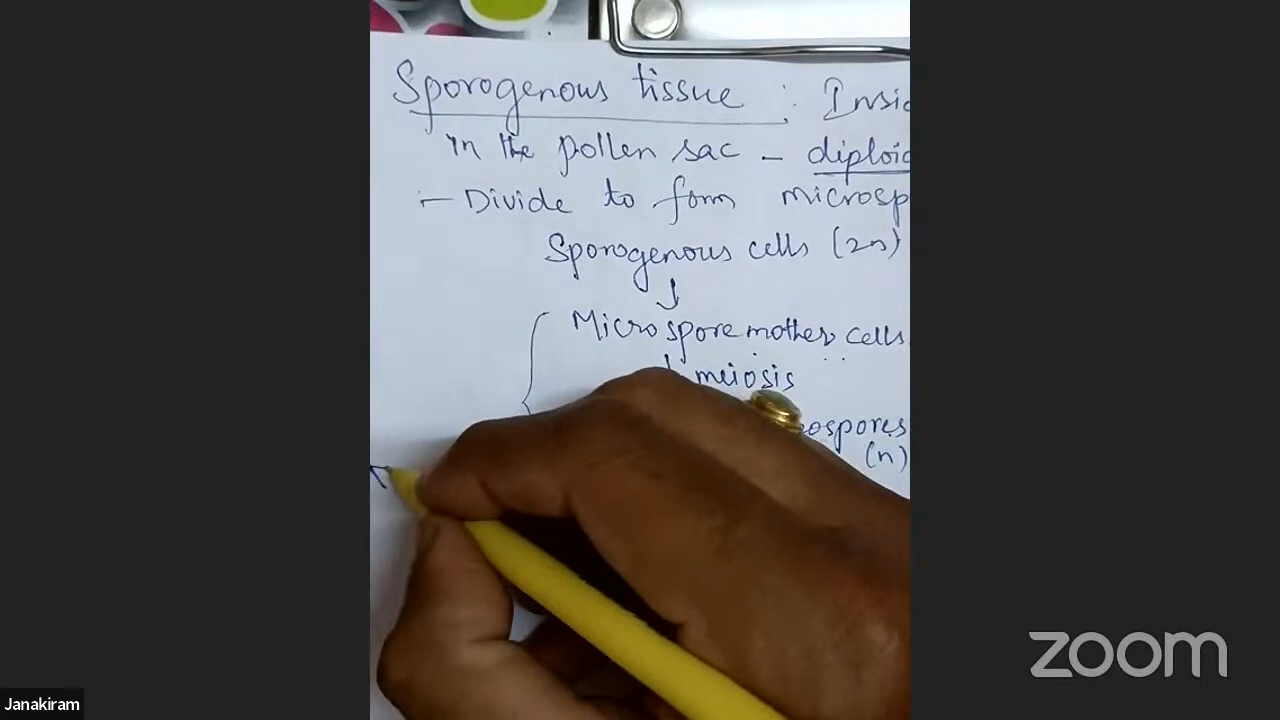 Sporogenous tissue : Insid
in the pollen sac - diploid
- Divide to form microsp
Sporogenous cells (2n)
↓
Microspore mother cells
↓ meiosis
ospores
(n)
zoom
Janakiram